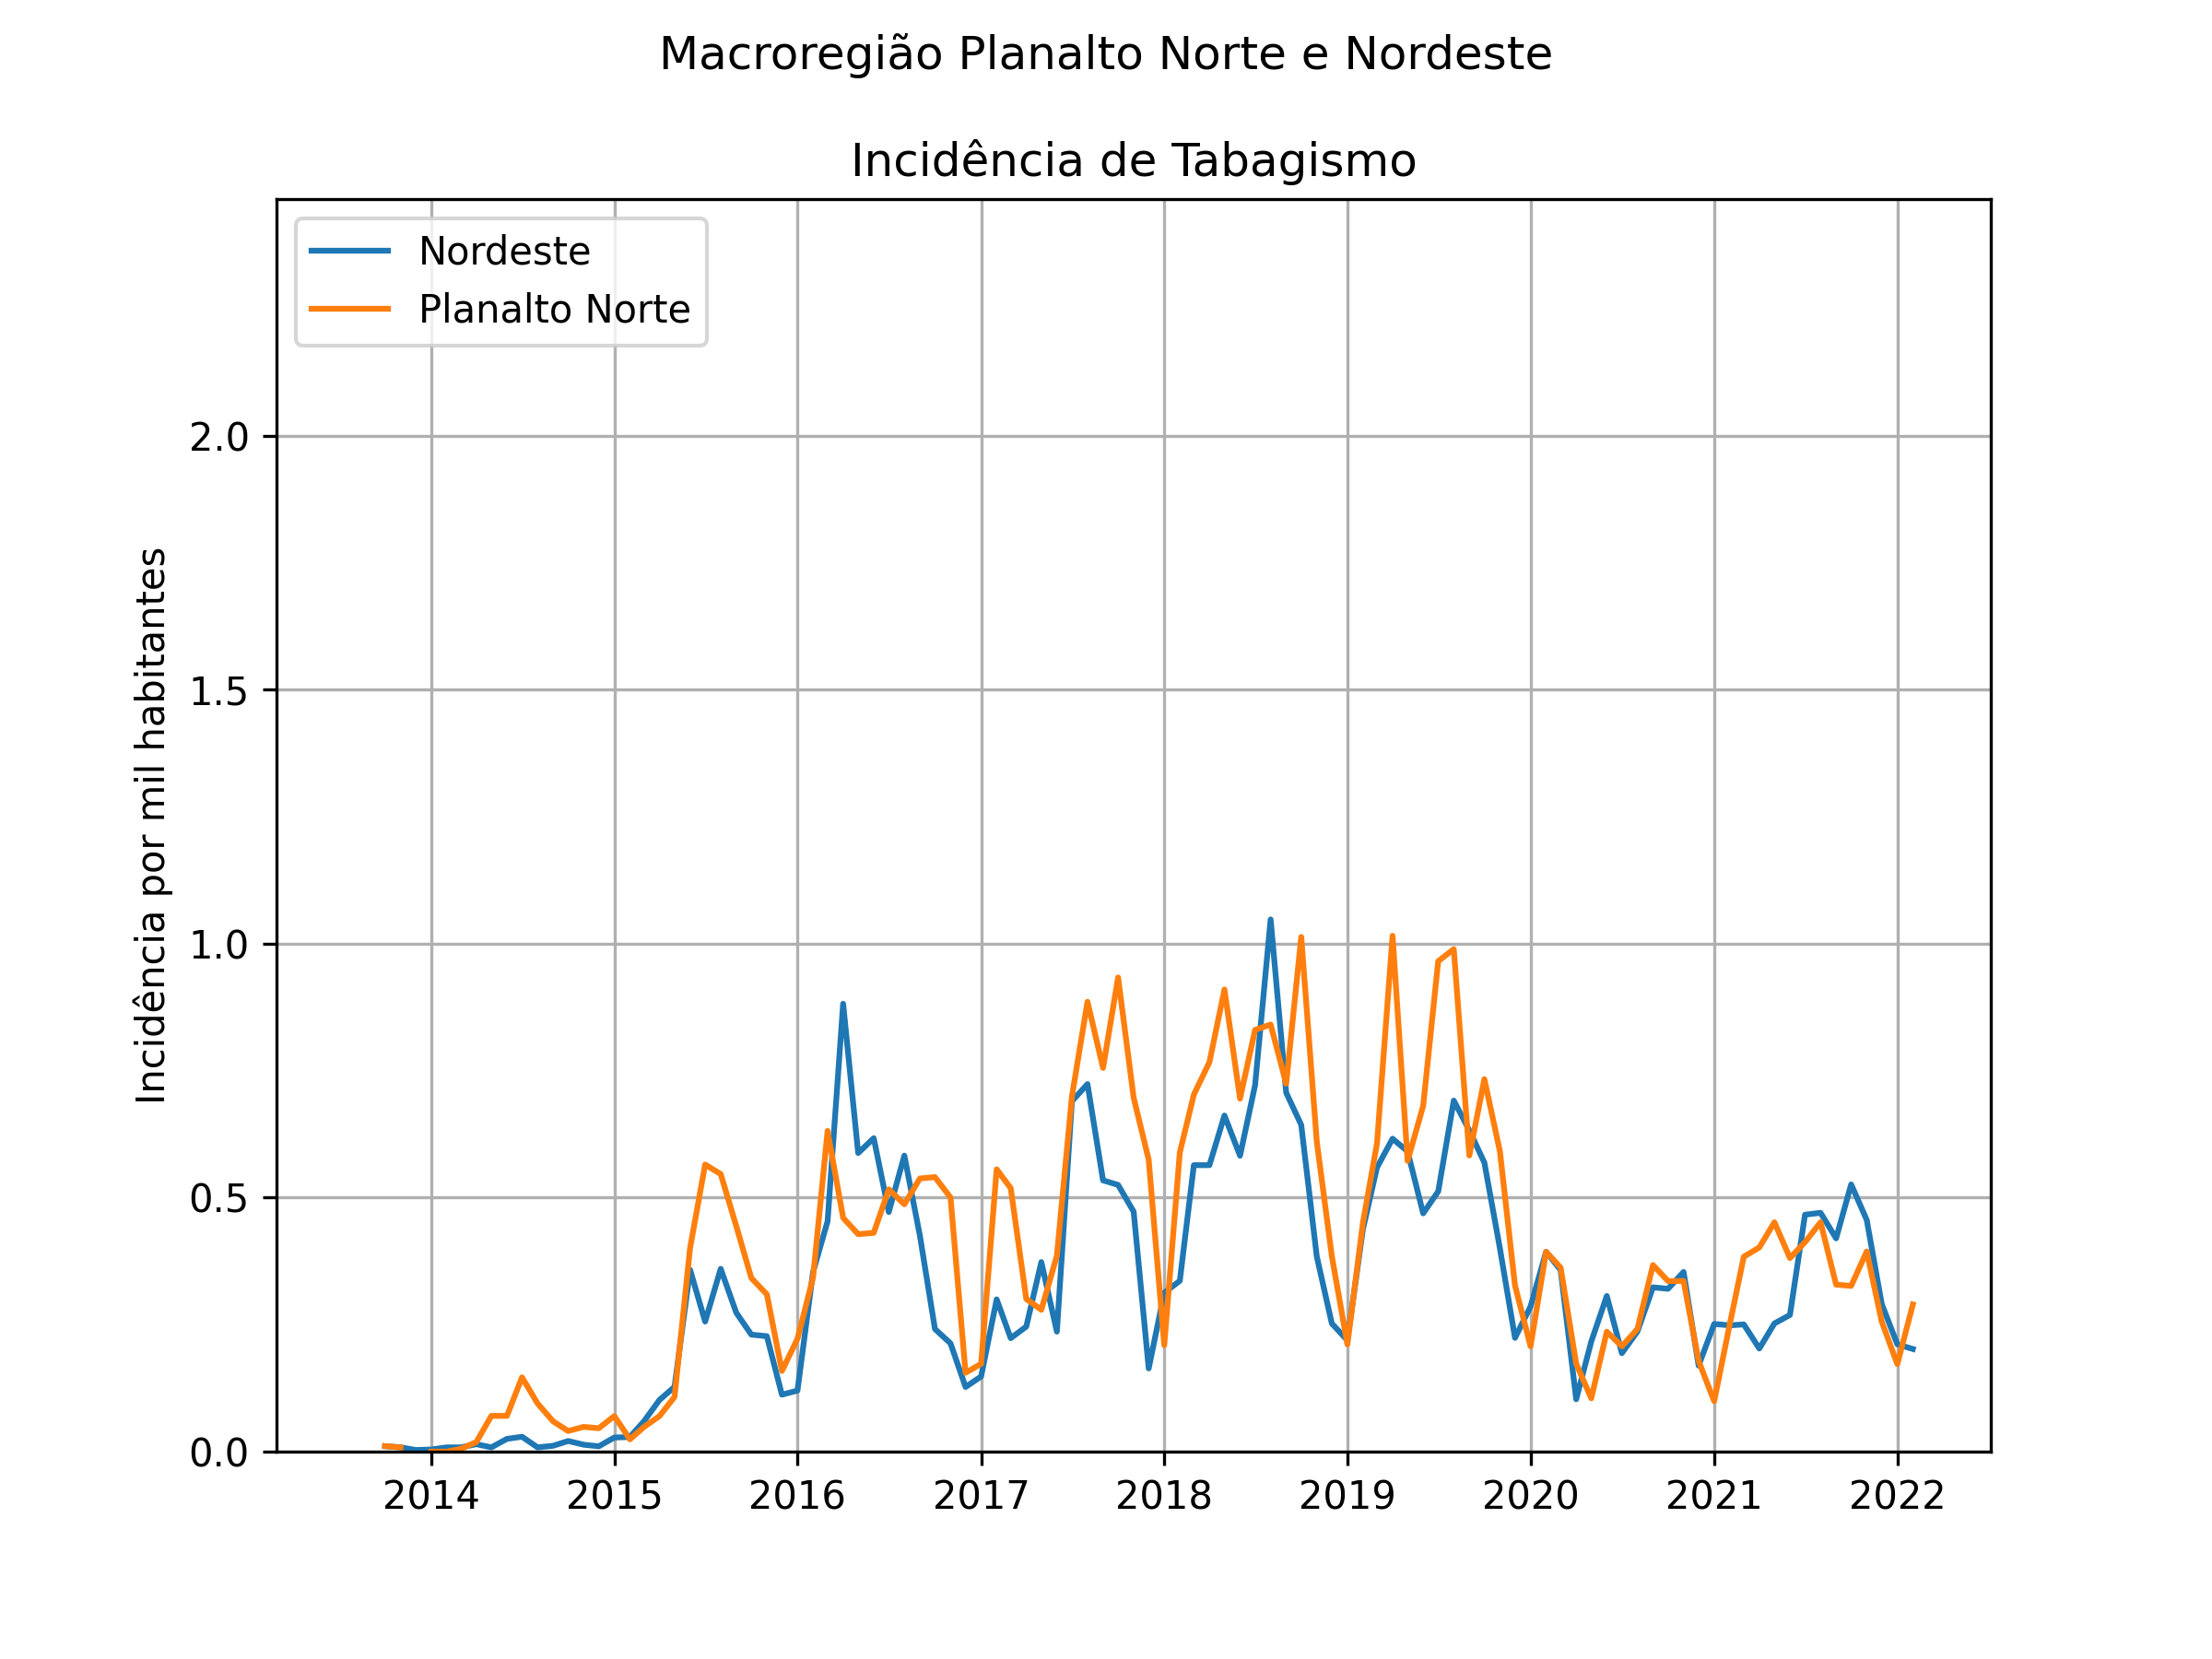 Macroregião Planalto Norte e Nordeste
Incidência de Tabagismo
Nordeste
Planalto Norte
Incidência por mil habitantes
2.0
1.5
1.0
0.5
0.0
2014 2015 2016 2017 2018 2019 2020 2021 2022